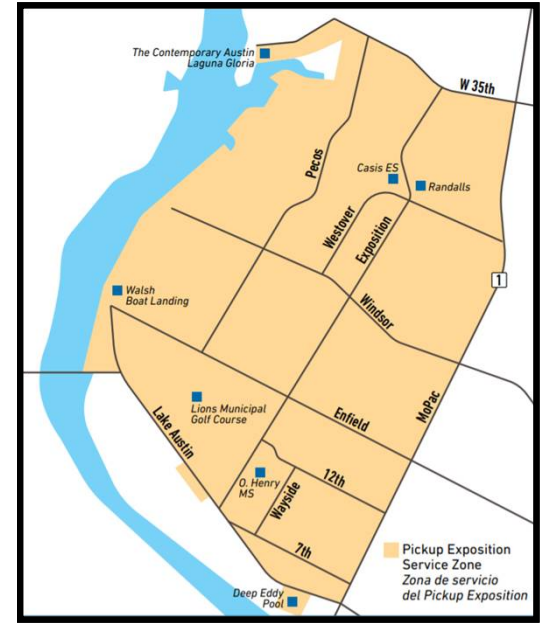 The Contemporary Austin
Laguna Gloria
W 35th
Pecos
Casis ES
Randalls
Westover
Exposition
1
Walsh
Boat Landing
Windsor
MoPac
Enfield
Lions Municipal
Golf Course
Lake Austin
12th
O. Henry
MS
Wayside
7th
Pickup Exposition
Service Zone
Zona de servicio
del Pickup Exposition
Deep Eddy
Pool